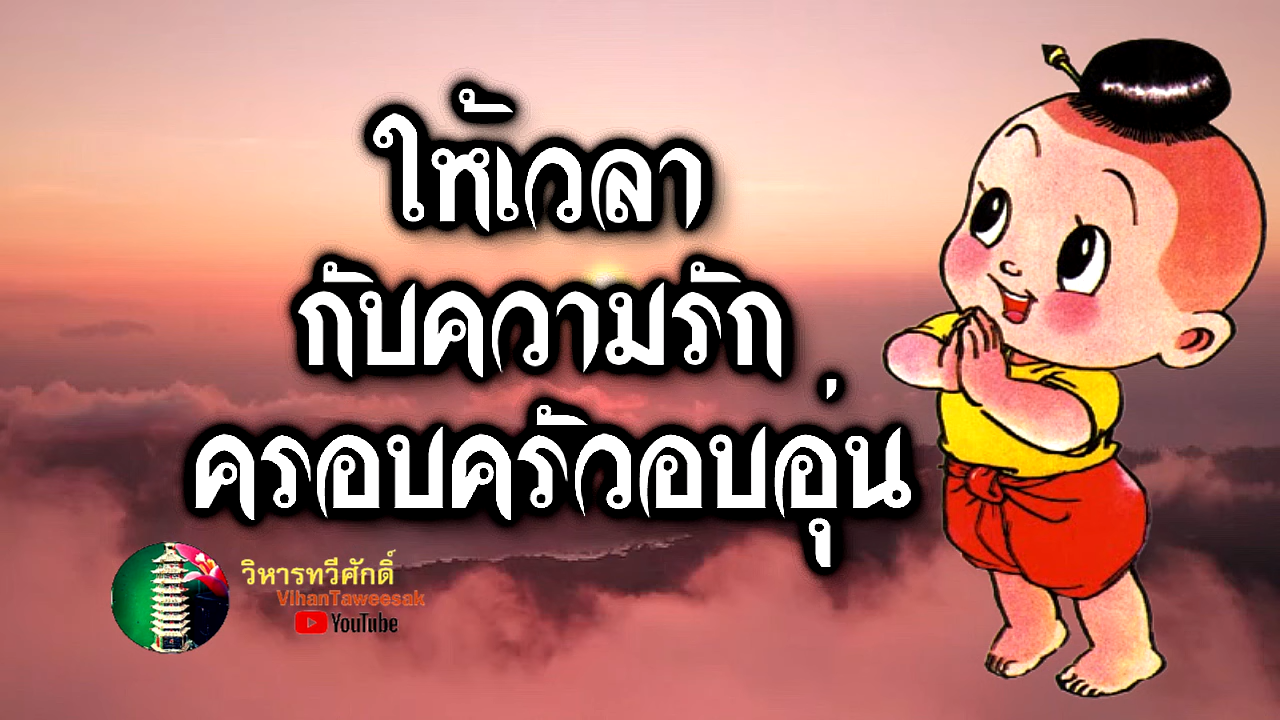 ให้เวลา
กับความรัก
ครอบครัวอบอุ่น
วิหารทวีศักดิ์
VihanTaweesak
YouTube